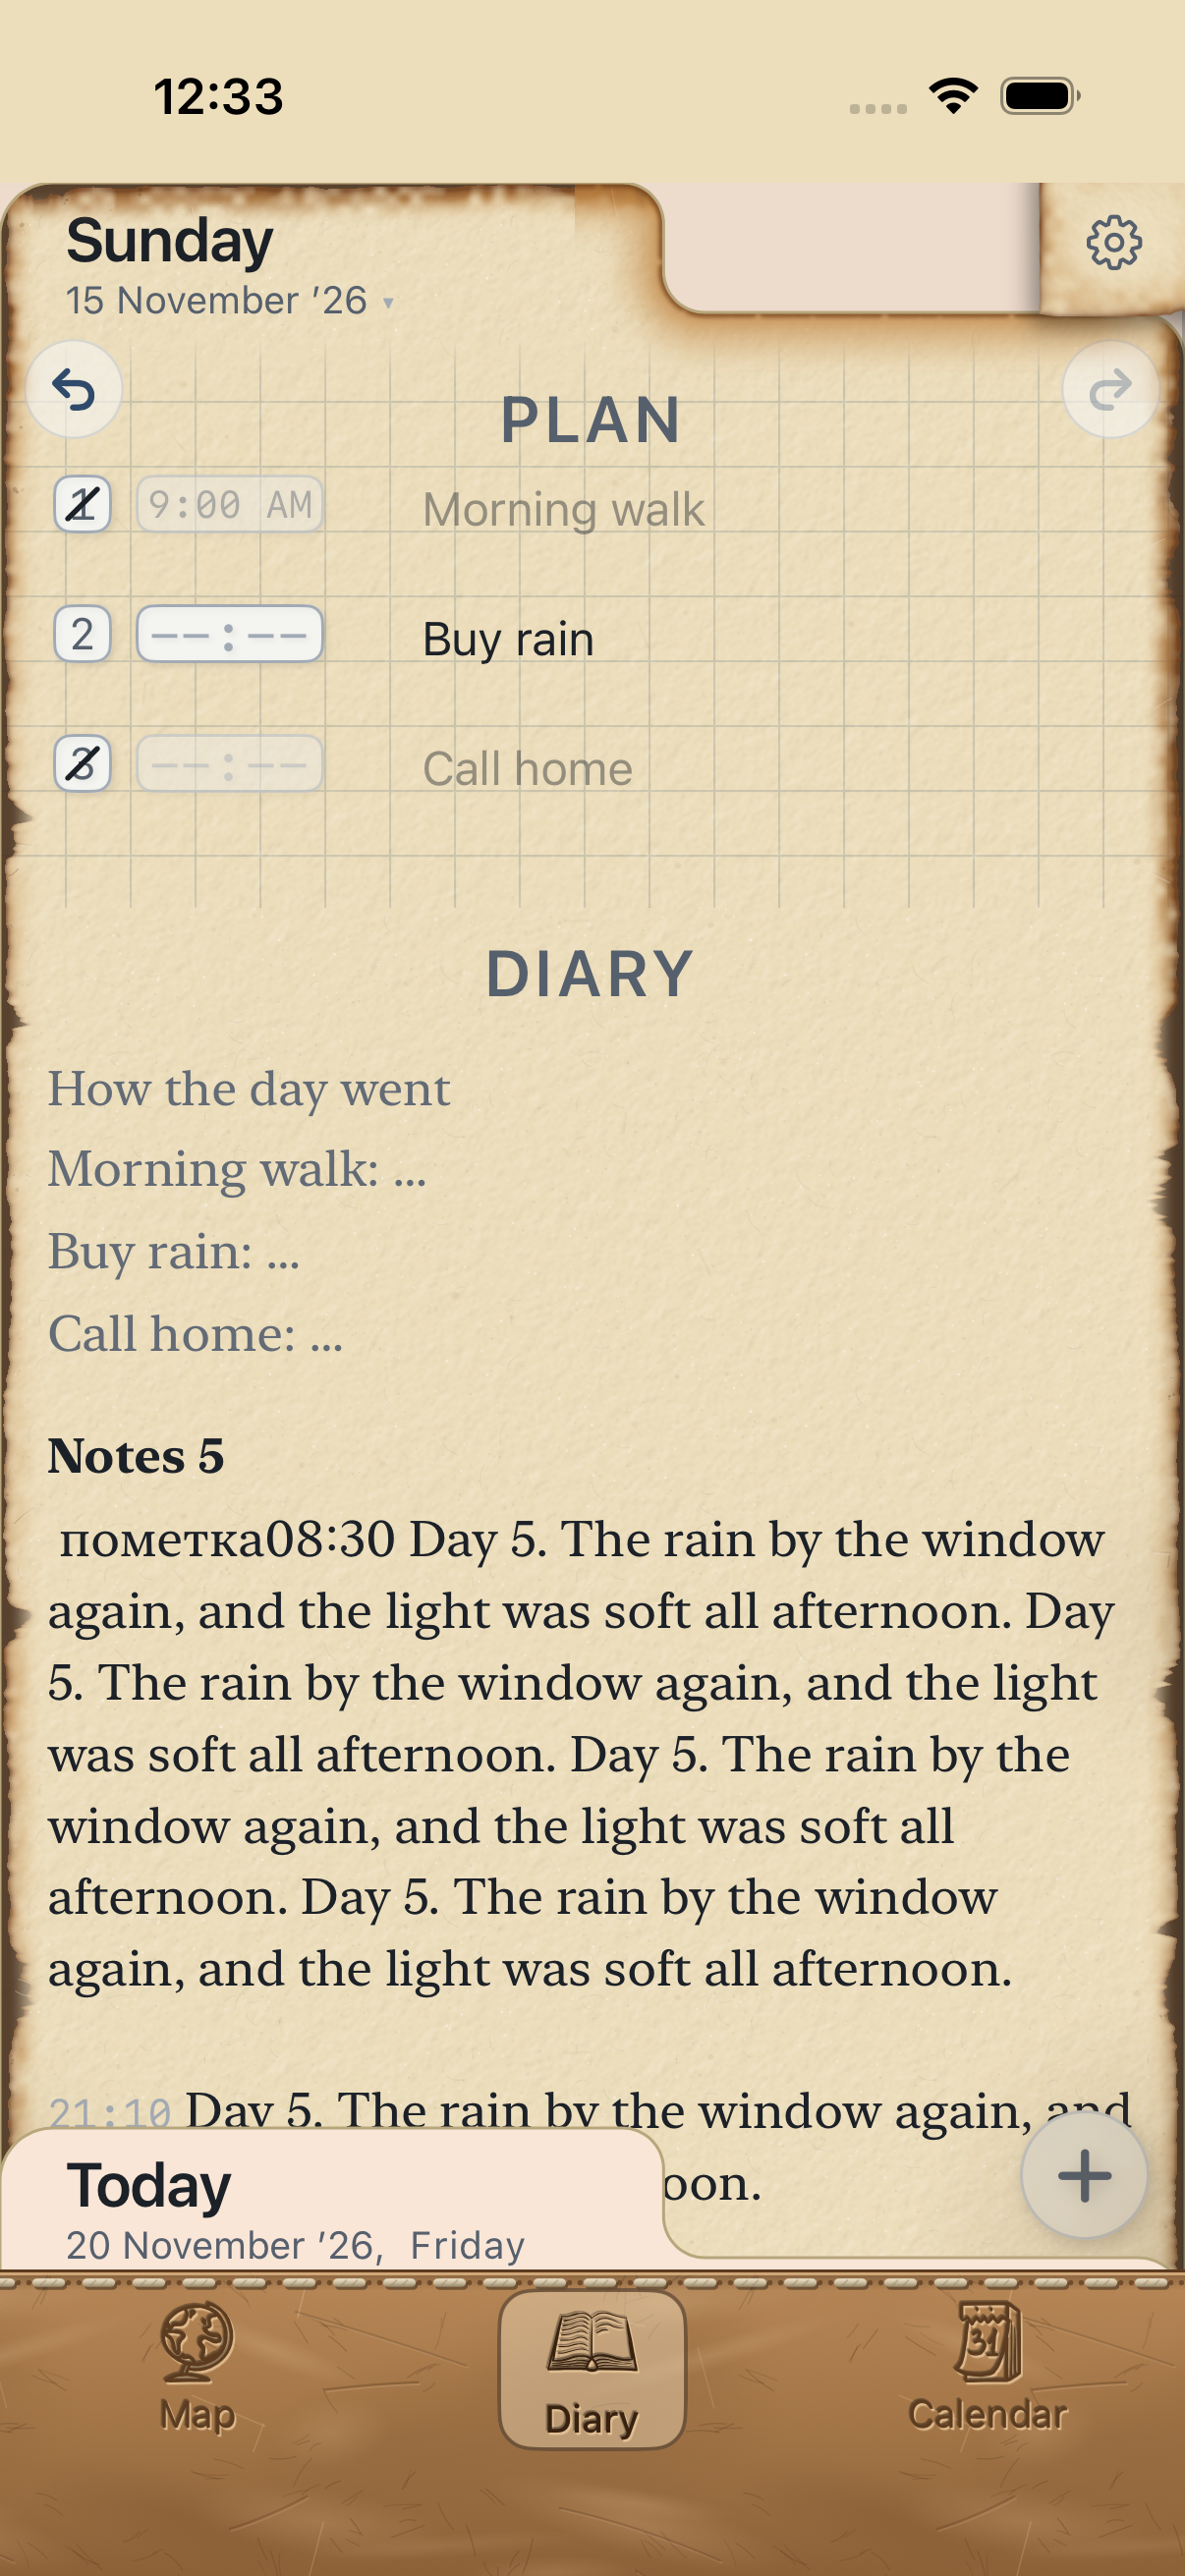 12:33
Sunday
15 November ’26 ▾
PLAN
1 9:00 AM Morning walk
2 --:-- Buy rain
3 --:-- Call home
DIARY
How the day went
Morning walk: ...
Buy rain: ...
Call home: ...
Notes 5
пометка08:30 Day 5. The rain by the window
again, and the light was soft all afternoon. Day
5. The rain by the window again, and the light
was soft all afternoon. Day 5. The rain by the
window again, and the light was soft all
afternoon. Day 5. The rain by the window
again, and the light was soft all afternoon.
21:10 Day 5. The rain by the window again, and
oon.
Today
20 November ’26, Friday
31
Map Diary Calendar